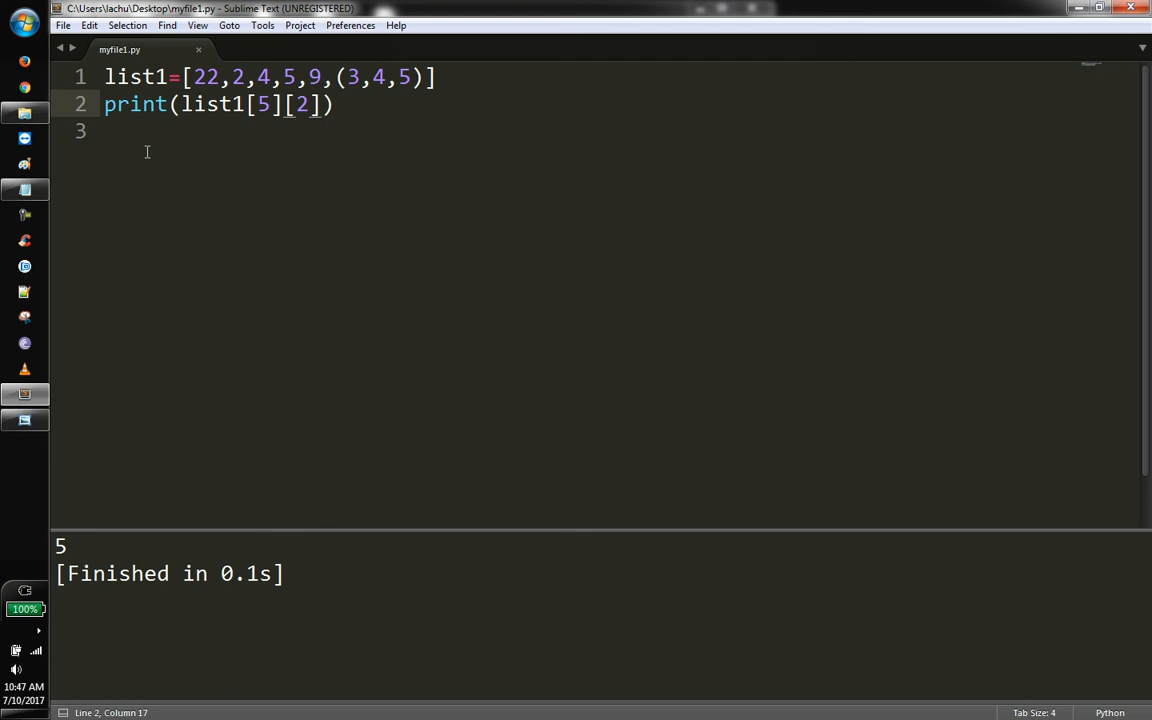 C:\Users\lachu\Desktop\myfile1.py - Sublime Text (UNREGISTERED)
File Edit Selection Find View Goto Tools Project Preferences Help
myfile1.py
1 list1=[22,2,4,5,9,(3,4,5)]
2 print(list1[5][2])
3
5
[Finished in 0.1s]
100%
10:47 AM
7/10/2017
Line 2, Column 17
Tab Size: 4
Python